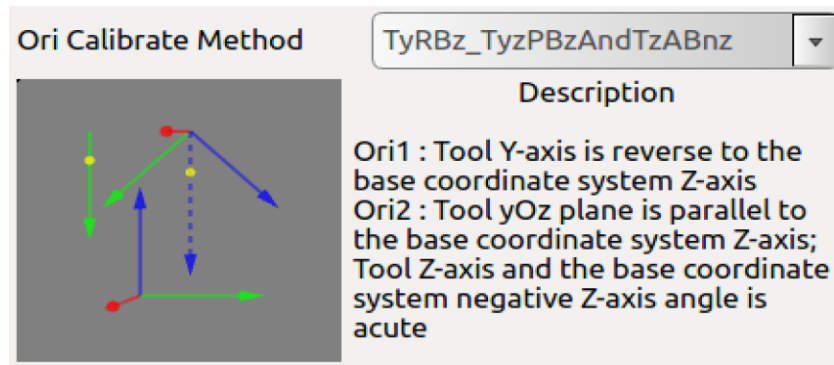 Ori Calibrate Method
TyRBz_TyzPBzAndTzABnz
Description
Ori1 : Tool Y-axis is reverse to the
base coordinate system Z-axis
Ori2 : Tool yOz plane is parallel to
the base coordinate system Z-axis;
Tool Z-axis and the base coordinate
system negative Z-axis angle is
acute